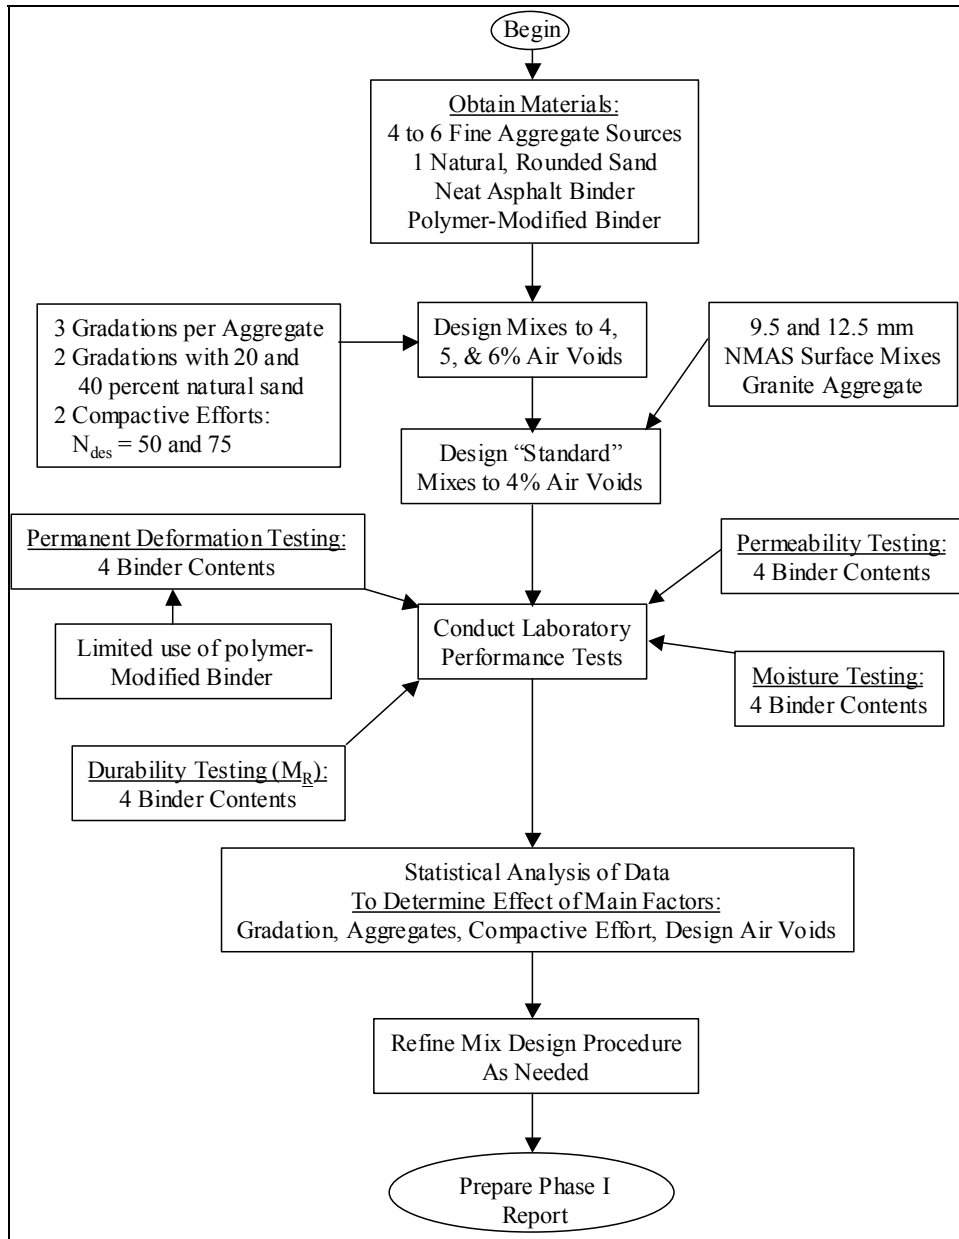 Begin
Obtain Materials:
4 to 6 Fine Aggregate Sources
1 Natural, Rounded Sand
Neat Asphalt Binder
Polymer-Modified Binder
3 Gradations per Aggregate
2 Gradations with 20 and
40 percent natural sand
2 Compactive Efforts:
N_des = 50 and 75
Design Mixes to 4,
5, & 6% Air Voids
9.5 and 12.5 mm
NMAS Surface Mixes
Granite Aggregate
Design “Standard”
Mixes to 4% Air Voids
Permanent Deformation Testing:
4 Binder Contents
Permeability Testing:
4 Binder Contents
Limited use of polymer-
Modified Binder
Conduct Laboratory
Performance Tests
Moisture Testing:
4 Binder Contents
Durability Testing (M_R):
4 Binder Contents
Statistical Analysis of Data
To Determine Effect of Main Factors:
Gradation, Aggregates, Compactive Effort, Design Air Voids
Refine Mix Design Procedure
As Needed
Prepare Phase I
Report